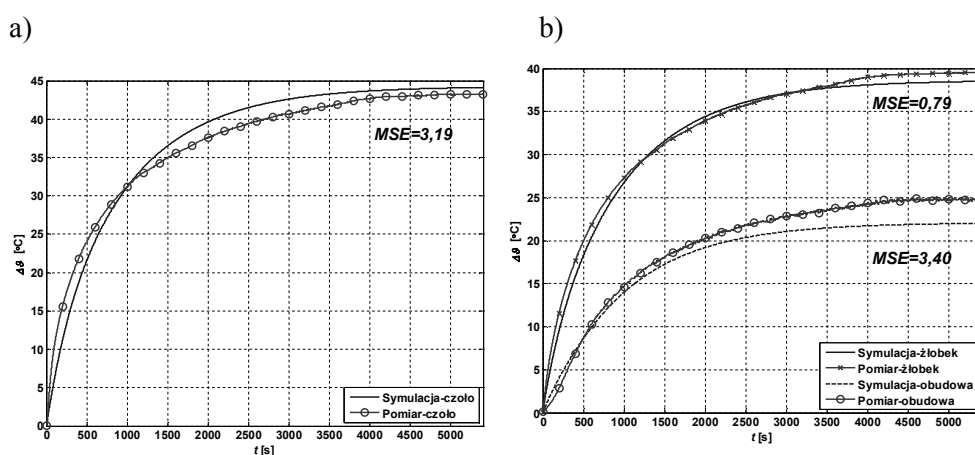 a)
45
40
35
30
25
20
15
10
5
0
Δϑ [°C]
MSE=3,19
Symulacja-czoło
Pomiar-czoło
0 500 1000 1500 2000 2500 3000 3500 4000 4500 5000
t [s]
b)
40
35
30
25
20
15
10
5
0
Δϑ [°C]
MSE=0,79
MSE=3,40
Symulacja-żłobek
Pomiar-żłobek
Symulacja-obudowa
Pomiar-obudowa
0 500 1000 1500 2000 2500 3000 3500 4000 4500 5000
t [s]